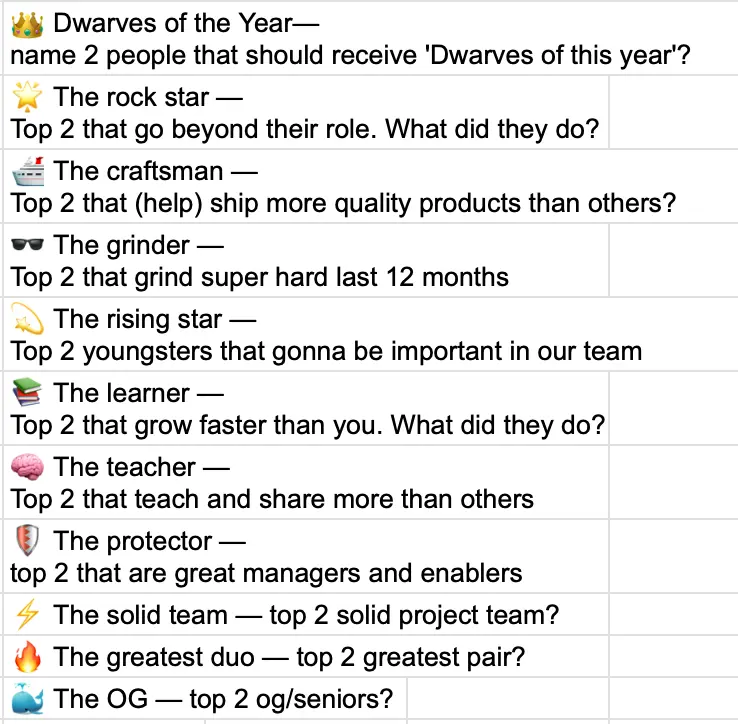 👑 Dwarves of the Year—
name 2 people that should receive 'Dwarves of this year'?
🌟 The rock star —
Top 2 that go beyond their role. What did they do?
🛳 The craftsman —
Top 2 that (help) ship more quality products than others?
🕶 The grinder —
Top 2 that grind super hard last 12 months
💫 The rising star —
Top 2 youngsters that gonna be important in our team
📚 The learner —
Top 2 that grow faster than you. What did they do?
🧠 The teacher —
Top 2 that teach and share more than others
🛡 The protector —
top 2 that are great managers and enablers
⚡ The solid team — top 2 solid project team?
🔥 The greatest duo — top 2 greatest pair?
🐳 The OG — top 2 og/seniors?